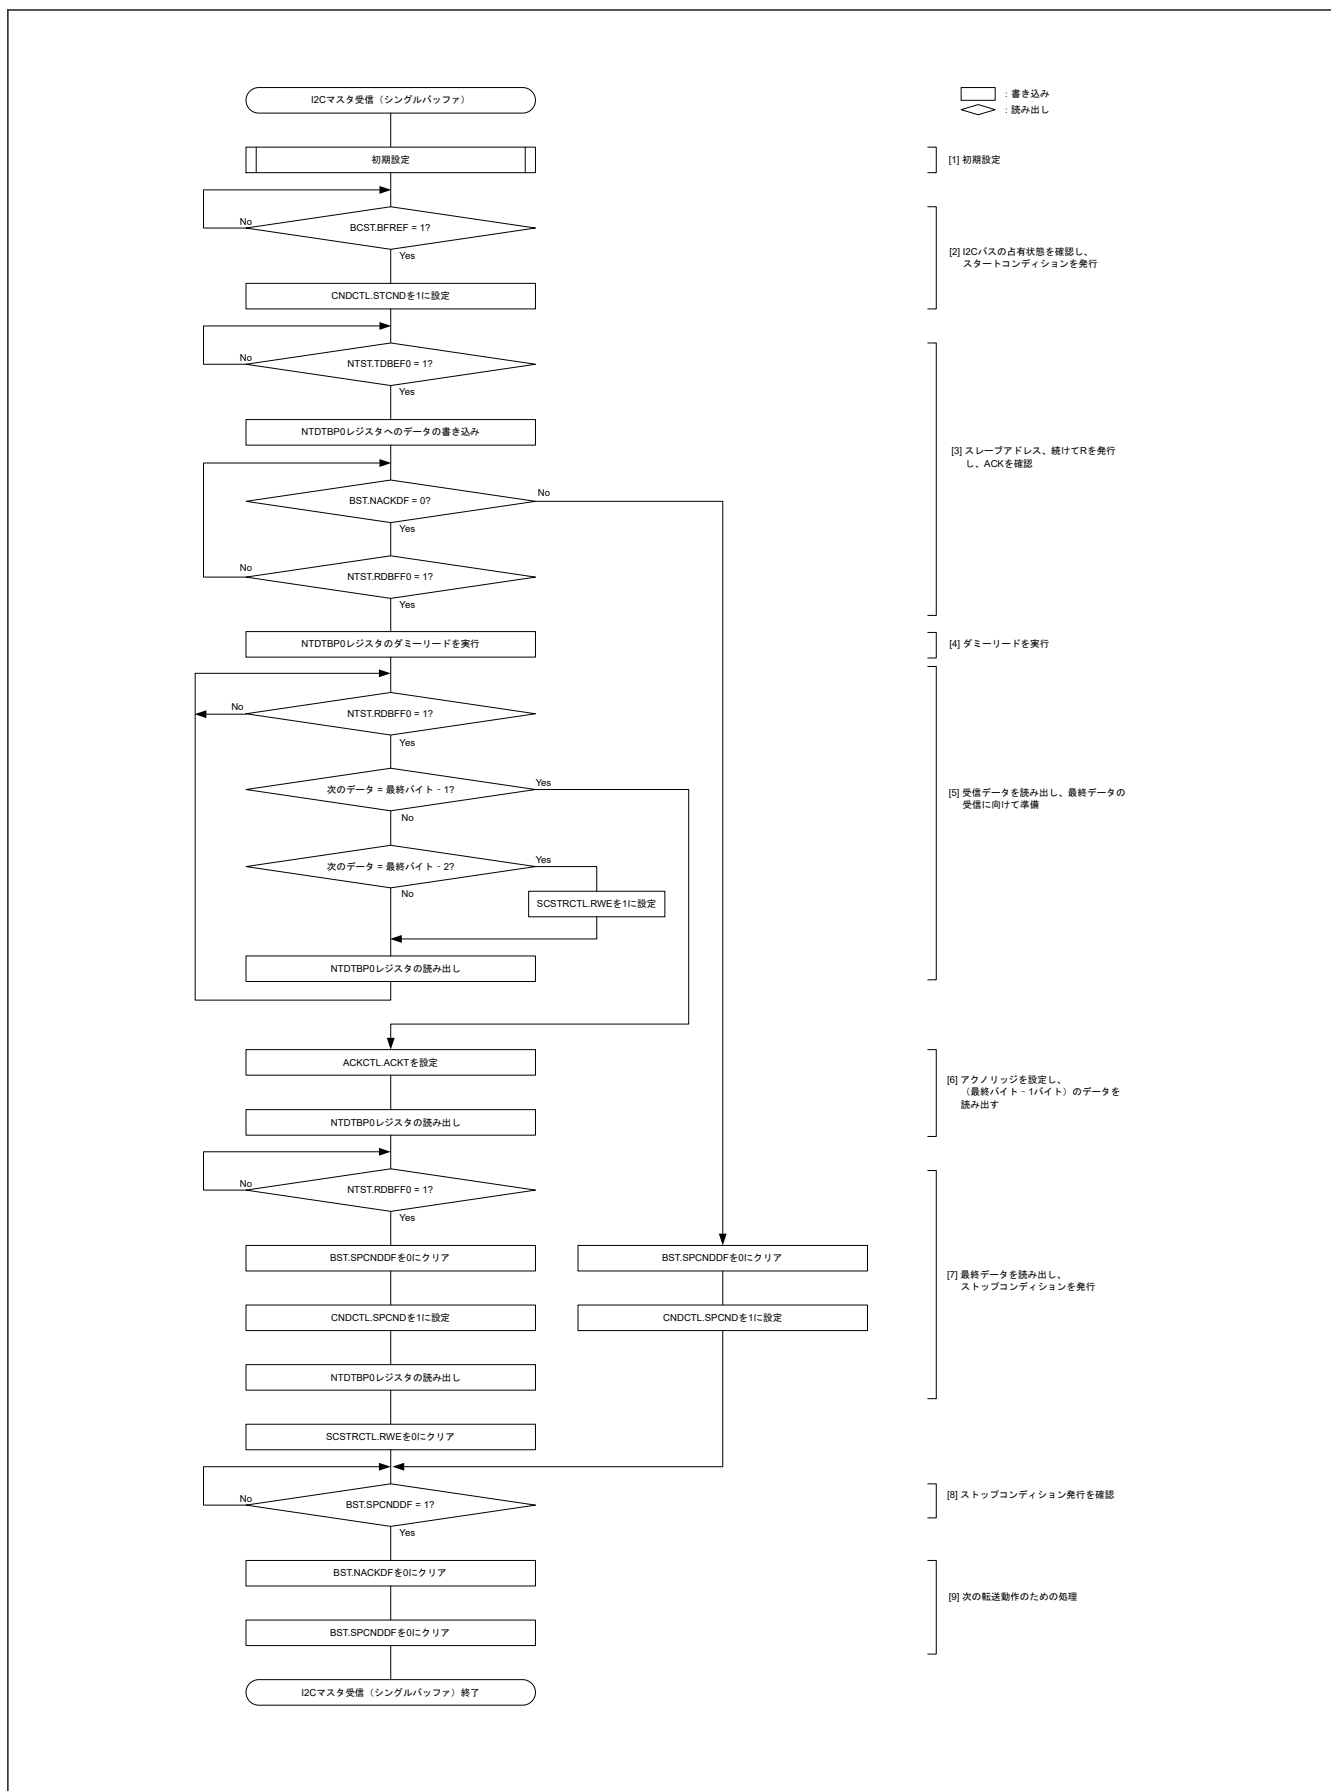 I2Cマスタ受信（シングルバッファ）
: 書き込み
: 読み出し
初期設定
[1] 初期設定
No
BCST.BFREF = 1?
Yes
[2] I2Cバスの占有状態を確認し、
スタートコンディションを発行
CNDCTL.STCNDを1に設定
No
NTST.TDBEF0 = 1?
Yes
NTDTBP0レジスタへのデータの書き込み
[3] スレーブアドレス、続けてRを発行
し、ACKを確認
BST.NACKDF = 0?
No
Yes
No
NTST.RDBFF0 = 1?
Yes
NTDTBP0レジスタのダミーリードを実行
[4] ダミーリードを実行
No
NTST.RDBFF0 = 1?
Yes
次のデータ = 最終バイト - 1?
Yes
No
[5] 受信データを読み出し、最終データの
受信に向けて準備
次のデータ = 最終バイト - 2?
Yes
No
SCSTRCTL.RWEを1に設定
NTDTBP0レジスタの読み出し
ACKCTL.ACKTを設定
[6] アクノリッジを設定し、
（最終バイト - 1バイト）のデータを
読み出す
NTDTBP0レジスタの読み出し
No
NTST.RDBFF0 = 1?
Yes
BST.SPCNDDFを0にクリア
BST.SPCNDDFを0にクリア
[7] 最終データを読み出し、
ストップコンディションを発行
CNDCTL.SPCNDを1に設定
CNDCTL.SPCNDを1に設定
NTDTBP0レジスタの読み出し
SCSTRCTL.RWEを0にクリア
No
BST.SPCNDDF = 1?
Yes
[8] ストップコンディション発行を確認
BST.NACKDFを0にクリア
[9] 次の転送動作のための処理
BST.SPCNDDFを0にクリア
I2Cマスタ受信（シングルバッファ）終了